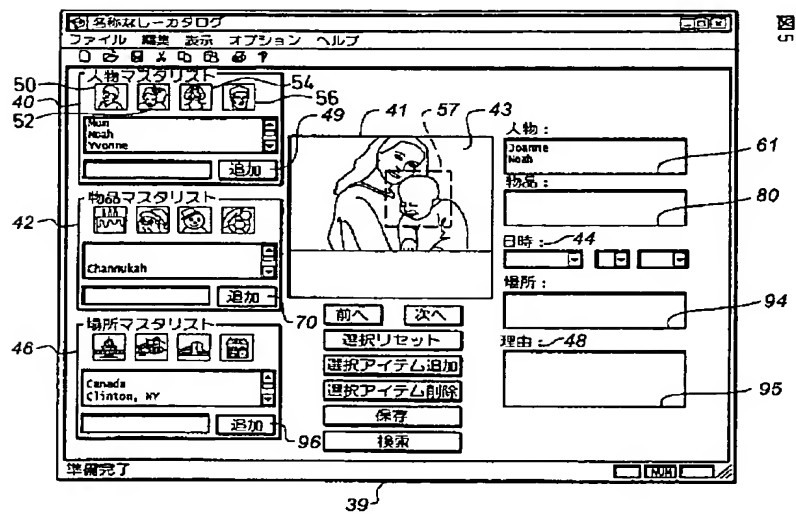 名称なしーカタログ
ファイル 編集 表示 オプション ヘルプ
図5
人物マスタリスト
50
54
40
52
56
49
Mum
Noah
Yvonne
追加
41
57
43
人物：
Joanne
Noah
61
物品：
80
物品マスタリスト
42
Channukah
追加
70
日時：
44
場所：
94
前へ 次へ
選択リセット
選択アイテム追加
選択アイテム削除
保存
検索
場所マスタリスト
46
Canada
Clinton, NY
追加
96
理由：
48
95
準備完了
NUM
39